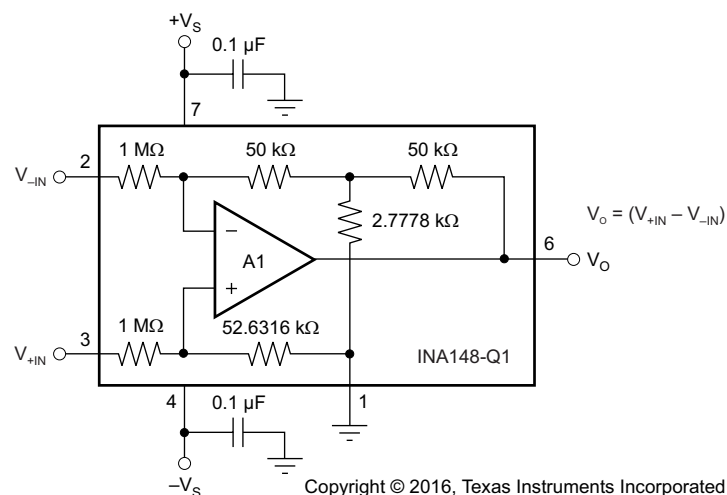 +V_S
0.1 µF
7
2
1 MΩ
50 kΩ
50 kΩ
V_–IN
2.7778 kΩ
V_O = (V_+IN – V_–IN)
–
A1
6
V_O
+
3
1 MΩ
52.6316 kΩ
V_+IN
INA148-Q1
4
0.1 µF
1
–V_S
Copyright © 2016, Texas Instruments Incorporated